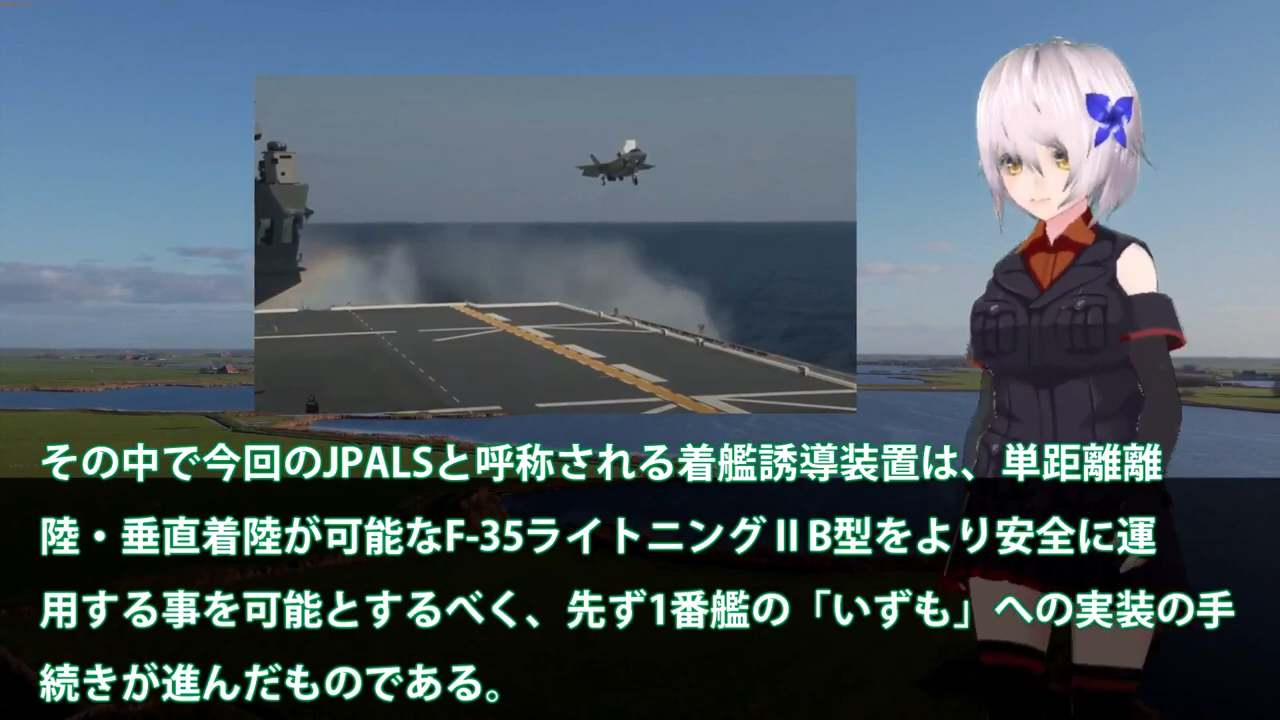 その中で今回のJPALSと呼称される着艦誘導装置は、単距離離
陸・垂直着陸が可能なF-35ライトニングⅡB型をより安全に運
用する事を可能とするべく、先ず1番艦の「いずも」への実装の手
続きが進んだものである。